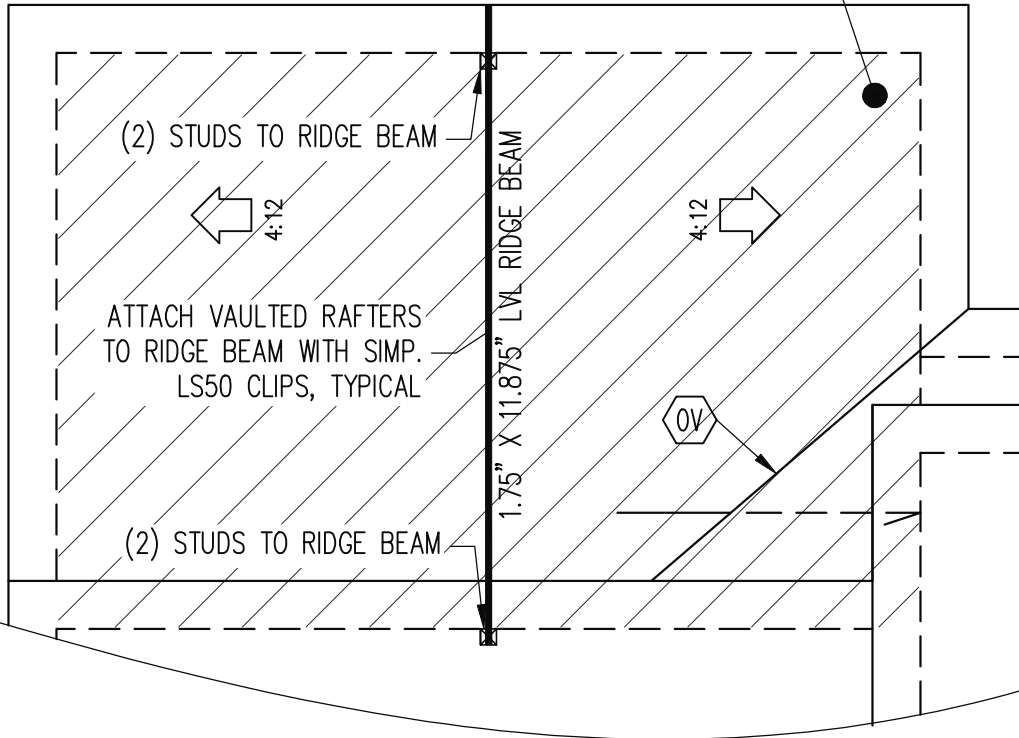 (2) STUDS TO RIDGE BEAM
4:12
4:12
1.75" X 11.875" LVL RIDGE BEAM
ATTACH VAULTED RAFTERS
TO RIDGE BEAM WITH SIMP.
LS50 CLIPS, TYPICAL
OV
(2) STUDS TO RIDGE BEAM